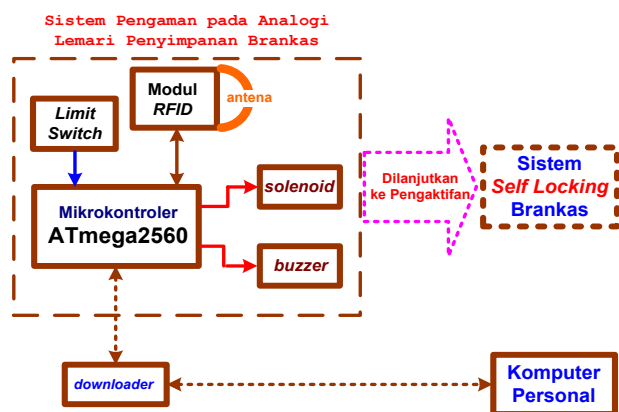 Sistem Pengaman pada Analogi
Lemari Penyimpanan Brankas
Limit
Switch
Modul
RFID
antena
Mikrokontroler
ATmega2560
solenoid
buzzer
Dilanjutkan
ke Pengaktifan
Sistem
Self Locking
Brankas
downloader
Komputer
Personal